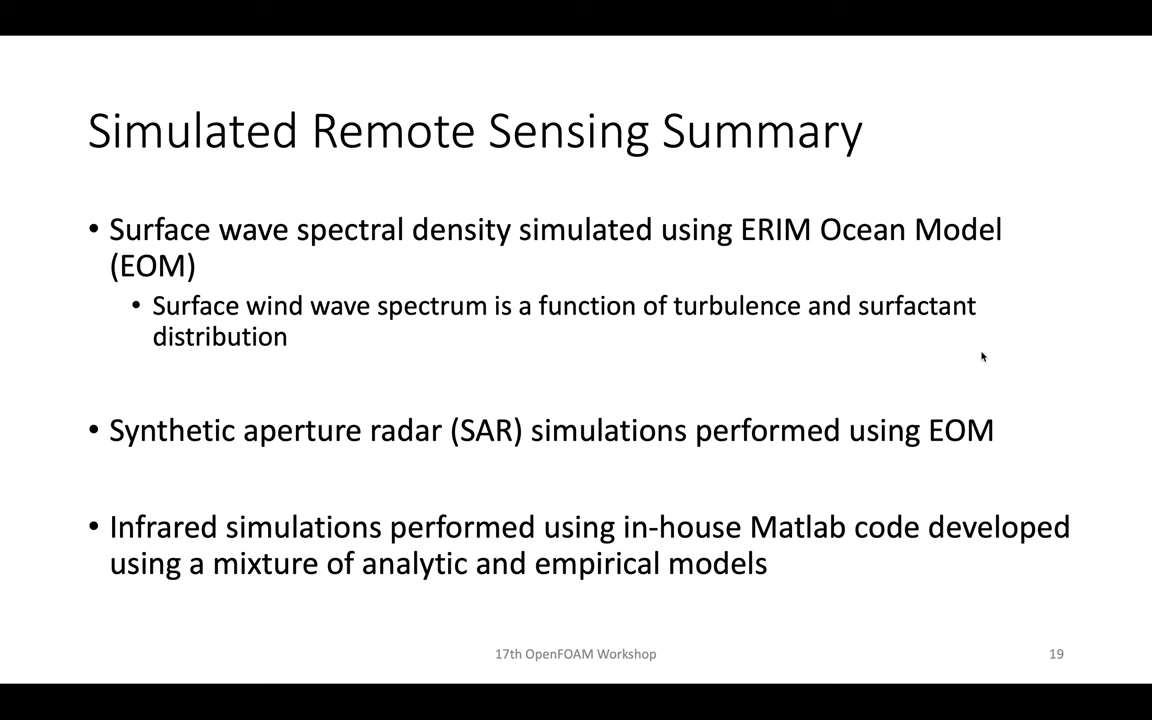 Simulated Remote Sensing Summary
• Surface wave spectral density simulated using ERIM Ocean Model
(EOM)
• Surface wind wave spectrum is a function of turbulence and surfactant
distribution
• Synthetic aperture radar (SAR) simulations performed using EOM
• Infrared simulations performed using in-house Matlab code developed
using a mixture of analytic and empirical models
17th OpenFOAM Workshop
19